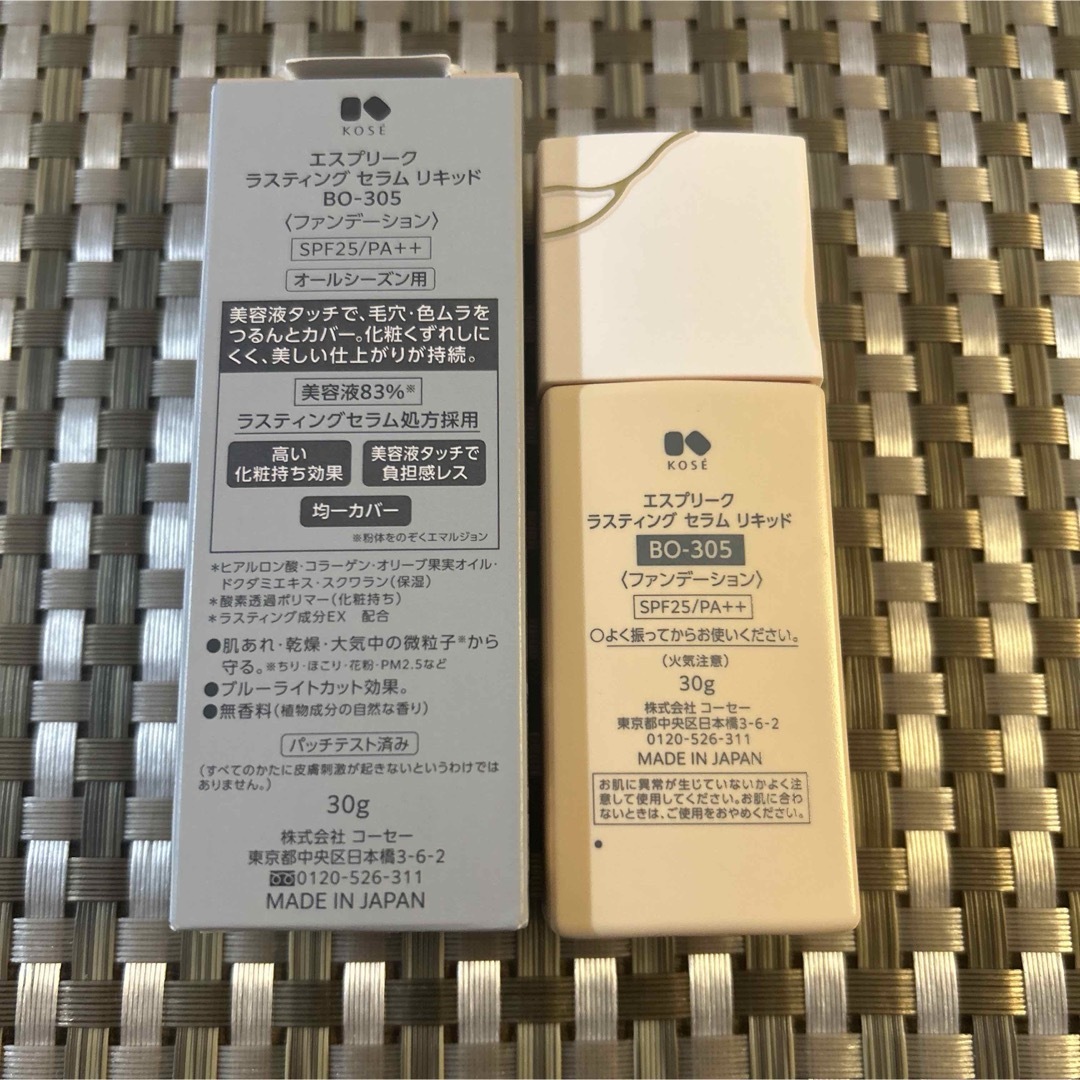 KOSÉ
エスプリーク
ラスティング セラム リキッド
BO-305
〈ファンデーション〉
SPF25/PA++
オールシーズン用
美容液タッチで、毛穴・色ムラを
つるんとカバー。化粧くずれしに
くく、美しい仕上がりが持続。
美容液83%※
ラスティングセラム処方採用
高い
化粧持ち効果
美容液タッチで
負担感レス
均一カバー
※粉体をのぞくエマルジョン
*ヒアルロン酸・コラーゲン・オリーブ果実オイル・
ドクダミエキス・スクワラン(保湿)
*酸素透過ポリマー(化粧持ち)
*ラスティング成分EX 配合
●肌あれ・乾燥・大気中の微粒子※から
守る。※ちり・ほこり・花粉・PM2.5など
●ブルーライトカット効果。
●無香料(植物成分の自然な香り)
パッチテスト済み
(すべてのかたに皮膚刺激が起きないというわけでは
ありません。)
30g
株式会社 コーセー
東京都中央区日本橋3-6-2
0120-526-311
MADE IN JAPAN
KOSÉ
エスプリーク
ラスティング セラム リキッド
BO-305
〈ファンデーション〉
SPF25/PA++
○よく振ってからお使いください。
(火気注意)
30g
株式会社 コーセー
東京都中央区日本橋3-6-2
0120-526-311
MADE IN JAPAN
お肌に異常が生じていないかよく注
意して使用してください。お肌に合わ
ないときは、ご使用をおやめください。